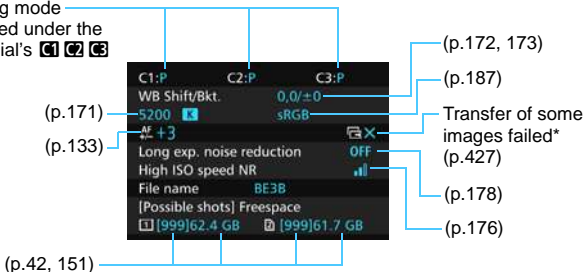 g mode
ed under the
ial's C1 C2 C3
C1:P C2:P C3:P
WB Shift/Bkt. 0,0/±0
5200 K sRGB
AF +3
Long exp. noise reduction OFF
High ISO speed NR
File name BE3B
[Possible shots] Freespace
1 [999]62.4 GB 2 [999]61.7 GB
(p.171)
(p.133)
(p.42, 151)
(p.172, 173)
(p.187)
Transfer of some
images failed*
(p.427)
(p.178)
(p.176)